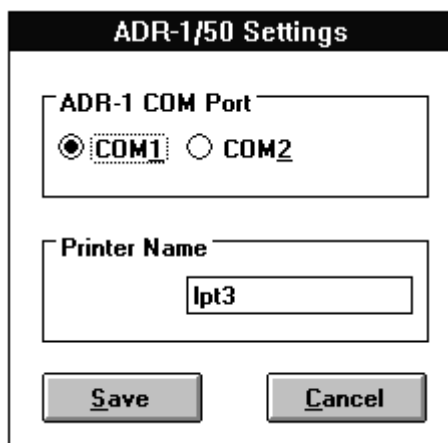 ADR-1/50 Settings
ADR-1 COM Port
COM1 COM2
Printer Name
lpt3
Save Cancel